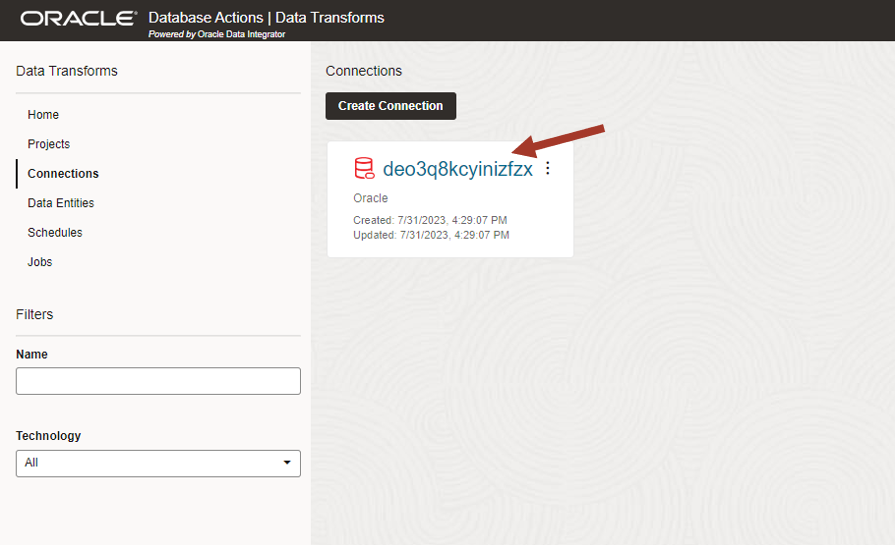 ORACLE® Database Actions | Data Transforms
Powered by Oracle Data Integrator
Data Transforms
Home
Projects
Connections
Data Entities
Schedules
Jobs
Filters
Name
Technology
All
Connections
Create Connection
deo3q8kcyinizfzx
Oracle
Created: 7/31/2023, 4:29:07 PM
Updated: 7/31/2023, 4:29:07 PM